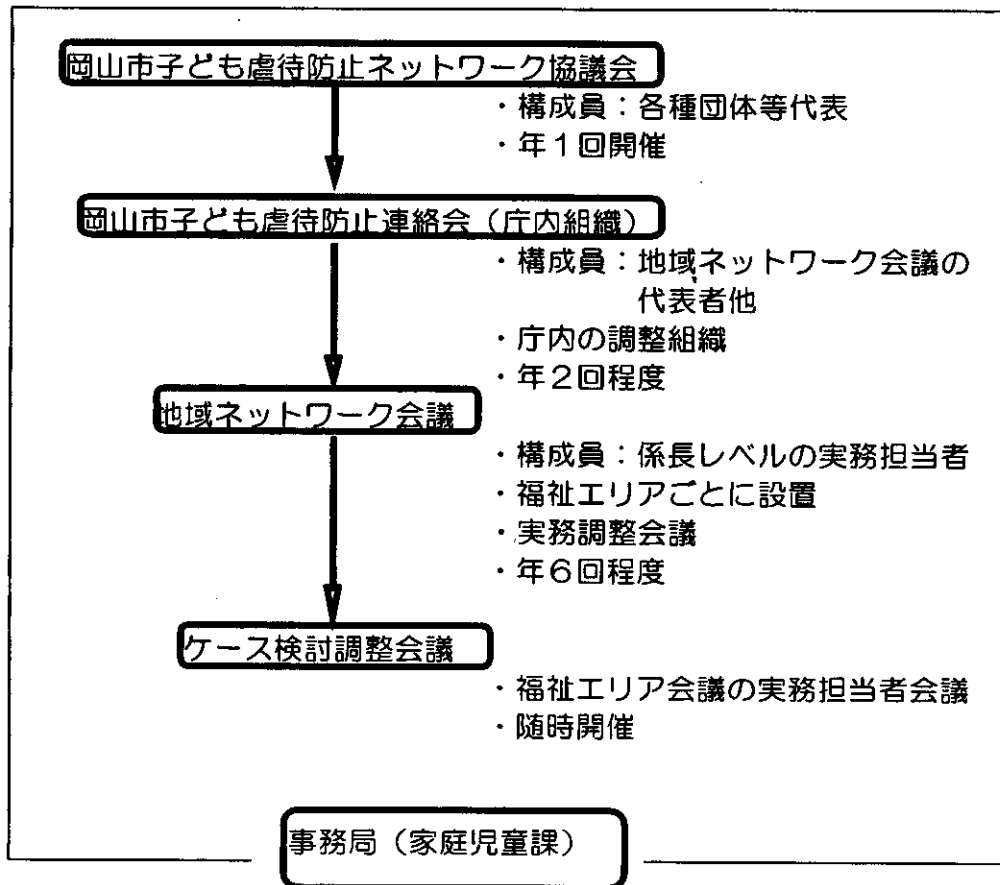 岡山市子ども虐待防止ネットワーク協議会
・構成員：各種団体等代表
・年１回開催
岡山市子ども虐待防止連絡会（庁内組織）
・構成員：地域ネットワーク会議の
代表者他
・庁内の調整組織
・年２回程度
地域ネットワーク会議
・構成員：係長レベルの実務担当者
・福祉エリアごとに設置
・実務調整会議
・年６回程度
ケース検討調整会議
・福祉エリア会議の実務担当者会議
・随時開催
事務局（家庭児童課）